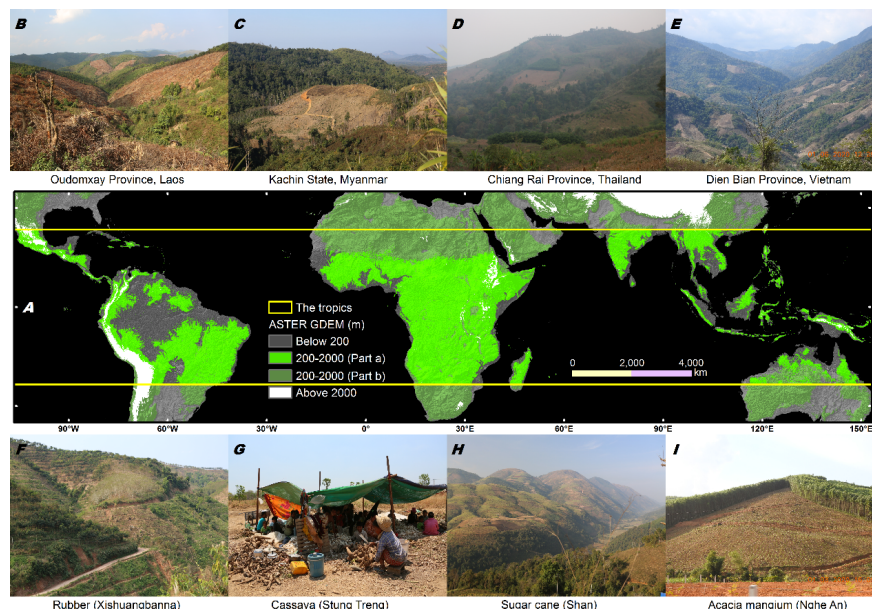 B
C
D
E
Oudomxay Province, Laos
Kachin State, Myanmar
Chiang Rai Province, Thailand
Dien Bian Province, Vietnam
A
The tropics
ASTER GDEM (m)
Below 200
200-2000 (Part a)
200-2000 (Part b)
Above 2000
0 2,000 4,000
km
90°W 60°W 30°W 0° 30°E 60°E 90°E 120°E 150°E
F
G
H
I
Rubber (Xishuangbanna)
Cassava (Stung Treng)
Sugar cane (Shan)
Acacia mangium (Nghe An)